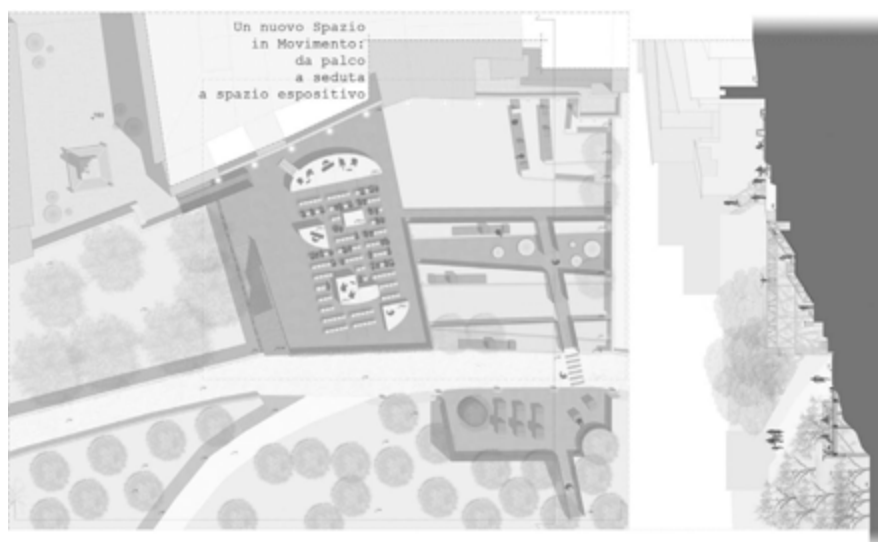 Un nuovo Spazio
in Movimento:
da palco
a seduta
a spazio espositivo